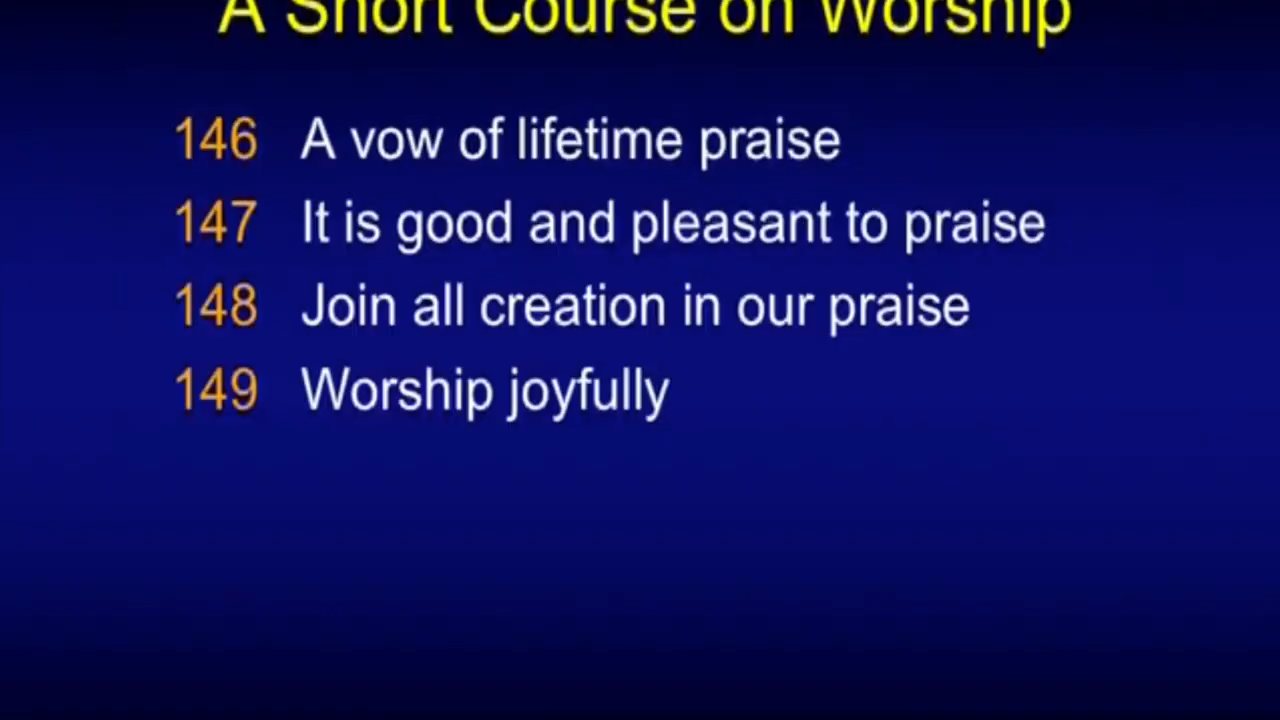 A Short Course on Worship
146 A vow of lifetime praise
147 It is good and pleasant to praise
148 Join all creation in our praise
149 Worship joyfully